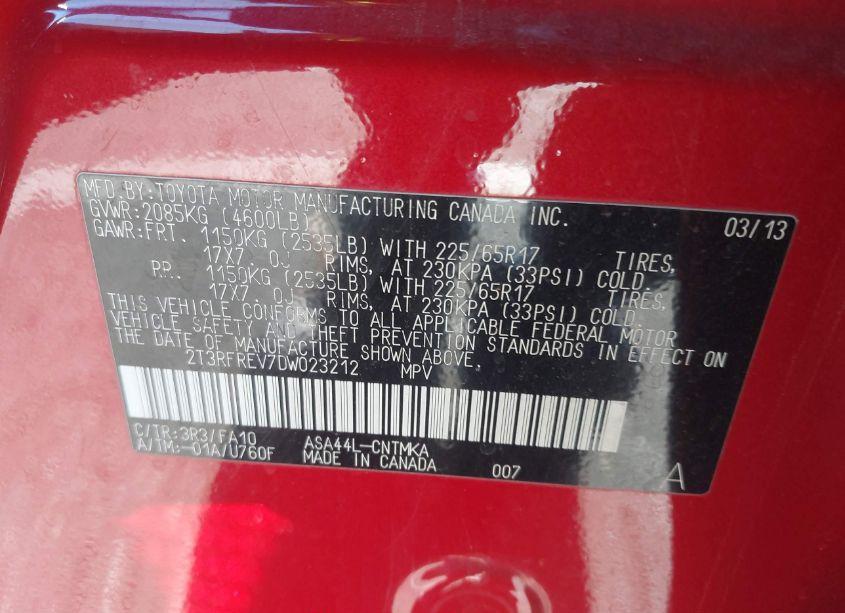 MFD BY:TOYOTA MOTOR MANUFACTURING CANADA INC. 03/13
GVWR:2085KG (4600LB)
GAWR:FRT. 1150KG (2535LB) WITH 225/65R17 TIRES,
17X7.0J RIMS, AT 230KPA (33PSI) COLD.
RR. 1150KG (2535LB) WITH 225/65R17 TIRES,
17X7.0J RIMS, AT 230KPA (33PSI) COLD.
THIS VEHICLE CONFORMS TO ALL APPLICABLE FEDERAL MOTOR
VEHICLE SAFETY AND THEFT PREVENTION STANDARDS IN EFFECT ON
THE DATE OF MANUFACTURE SHOWN ABOVE.
2T3RFREV7DW023212 MPV
C/TR:3R3/FA10 ASA44L-CNTMKA
A/TM:-01A/U760F MADE IN CANADA 007 A